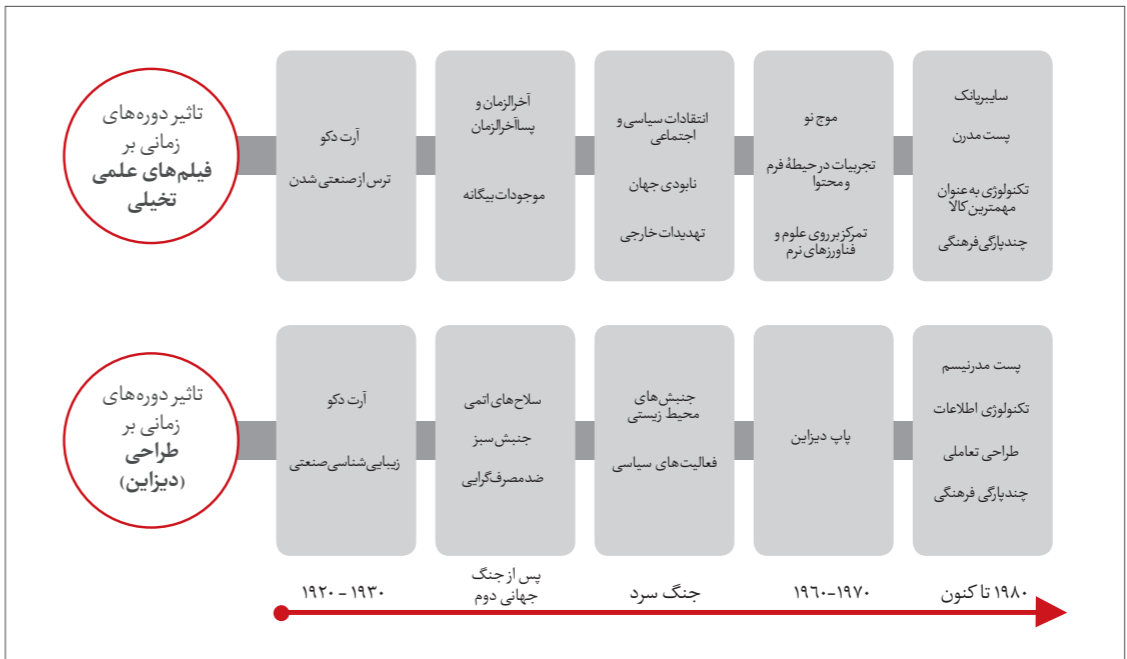 تاثیر دوره‌های
زمانی بر
فیلم‌های علمی
تخیلی
آرت دکو
ترس از صنعتی شدن
آخرالزمان و
پساآخرالزمان
موجودات بیگانه
انتقادات سیاسی و
اجتماعی
نابودی جهان
تهدیدات خارجی
موج نو
تجربیات در حیطۀ فرم
و محتوا
تمرکز بر روی علوم و
فناورزهای نرم
سایبرپانک
پست مدرن
تکنولوژی به عنوان
مهمترین کالا
چندپارگی فرهنگی
تاثیر دوره‌های
زمانی بر
طراحی
(دیزاین)
آرت دکو
زیبایی‌شناسی صنعتی
سلاح‌های اتمی
جنبش سبز
ضدمصرف‌گرایی
جنبش‌های
محیط زیستی
فعالیت‌های سیاسی
پاپ دیزاین
پست مدرنیسم
تکنولوژی اطلاعات
طراحی تعاملی
چندپارگی فرهنگی
۱۹۲۰ – ۱۹۳۰
پس از جنگ
جهانی دوم
جنگ سرد
۱۹۶۰-۱۹۷۰
۱۹۸۰ تا کنون